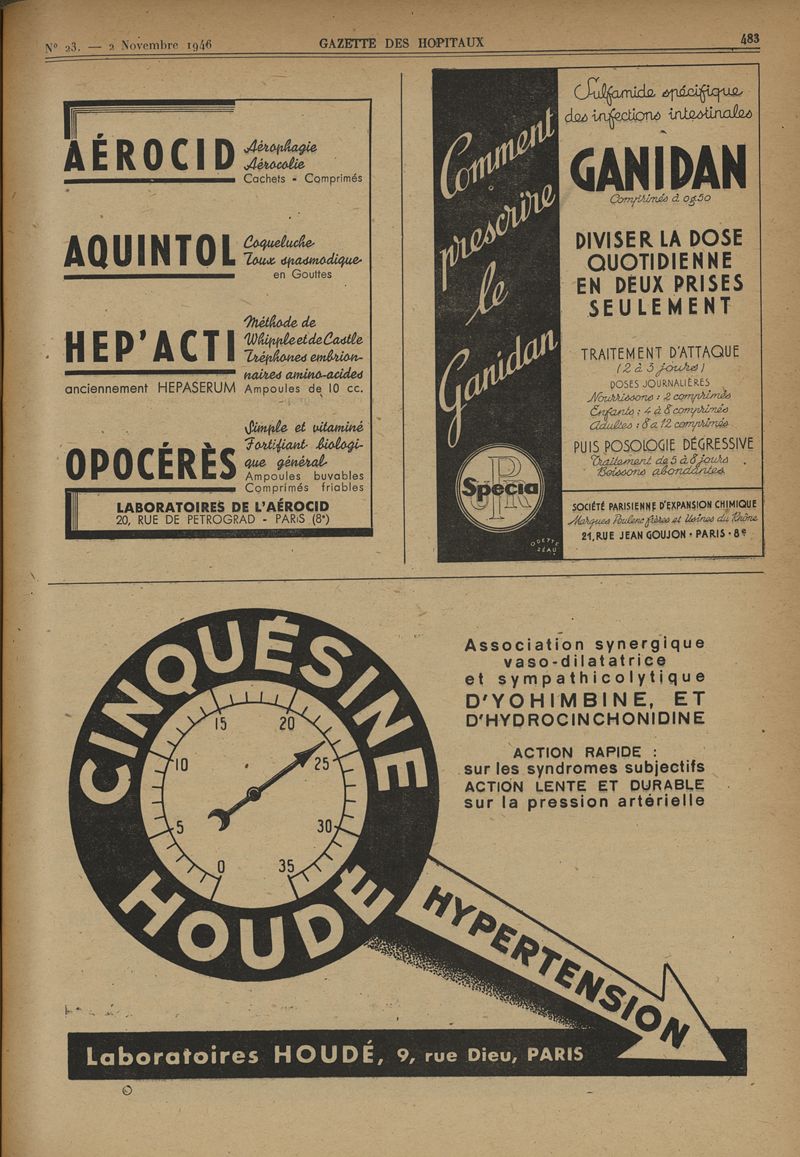 Nº 23. — 2 Novembre 1946
GAZETTE DES HOPITAUX
483
AÉROCID
Aérophagie
Aérocolie
Cachets - Comprimés
AQUINTOL
Coqueluche
Toux spasmodique
en Gouttes
HEP'ACTI
anciennement HEPASERUM
Méthode de
Whipple et de Castle
Tréphones embrion-
naires amino-acides
Ampoules de 10 cc.
OPOCÉRÈS
Simple et vitaminé
Fortifiant biologi-
que général
Ampoules buvables
Comprimés friables
LABORATOIRES DE L'AÉROCID
20, RUE DE PETROGRAD - PARIS (8e)
Comment
prescrire
le
Ganidan
Specia
ODETTE
SÉAU
Sulfamide spécifique
des infections intestinales
GANIDAN
Comprimés à 0g50
DIVISER LA DOSE
QUOTIDIENNE
EN DEUX PRISES
SEULEMENT
TRAITEMENT D'ATTAQUE
(2 à 3 jours)
DOSES JOURNALIÈRES
Nourrissons : 2 comprimés
Enfants : 4 à 8 comprimés
Adultes : 8 à 12 comprimés
PUIS POSOLOGIE DÉGRESSIVE
Traitement de 5 à 8 jours
Boissons abondantes.
SOCIÉTÉ PARISIENNE D'EXPANSION CHIMIQUE
Marques Poulenc frères et Usines du Rhône
21, RUE JEAN GOUJON • PARIS • 8e
CINQUÉSINE
HOUDÉ
0
5
10
15
20
25
30
35
HYPERTENSION
Association synergique
vaso-dilatatrice
et sympathicolytique
D'YOHIMBINE, ET
D'HYDROCINCHONIDINE
ACTION RAPIDE :
sur les syndromes subjectifs
ACTION LENTE ET DURABLE
sur la pression artérielle
Laboratoires HOUDÉ, 9, rue Dieu, PARIS